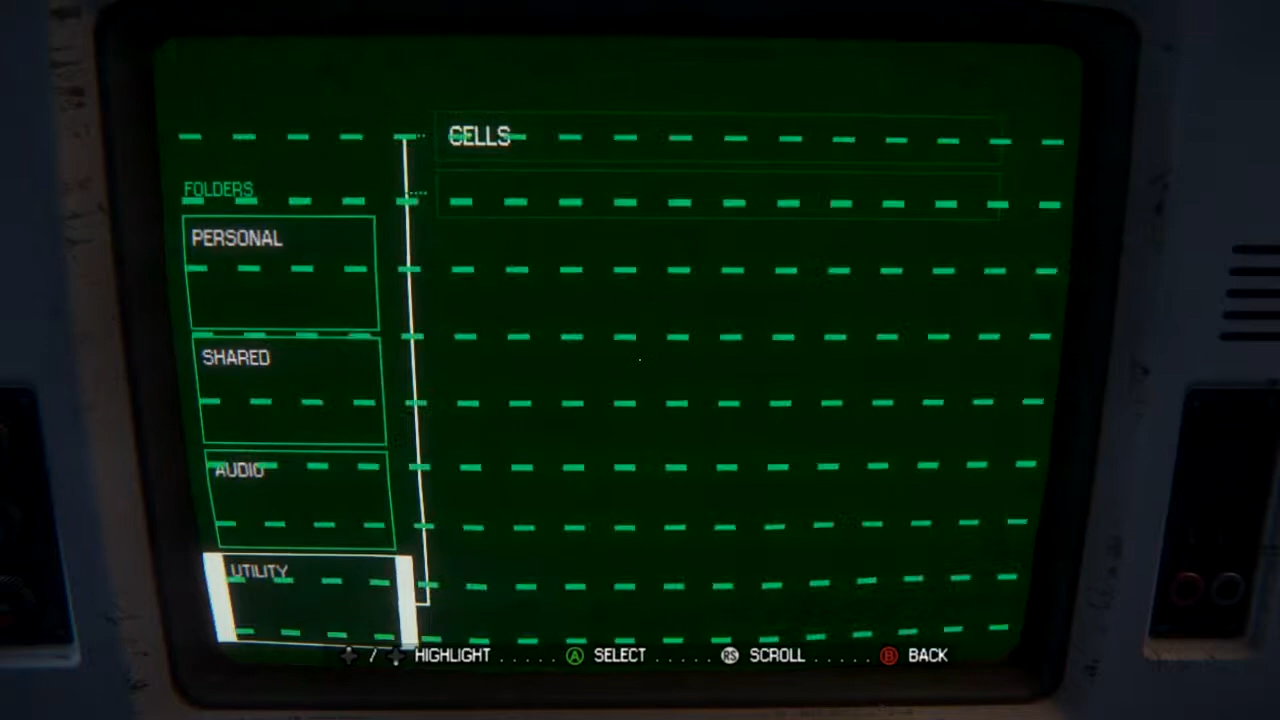 CELLS
FOLDERS
PERSONAL
SHARED
AUDIO
UTILITY
/ HIGHLIGHT ..... A SELECT ..... RS SCROLL ..... B BACK